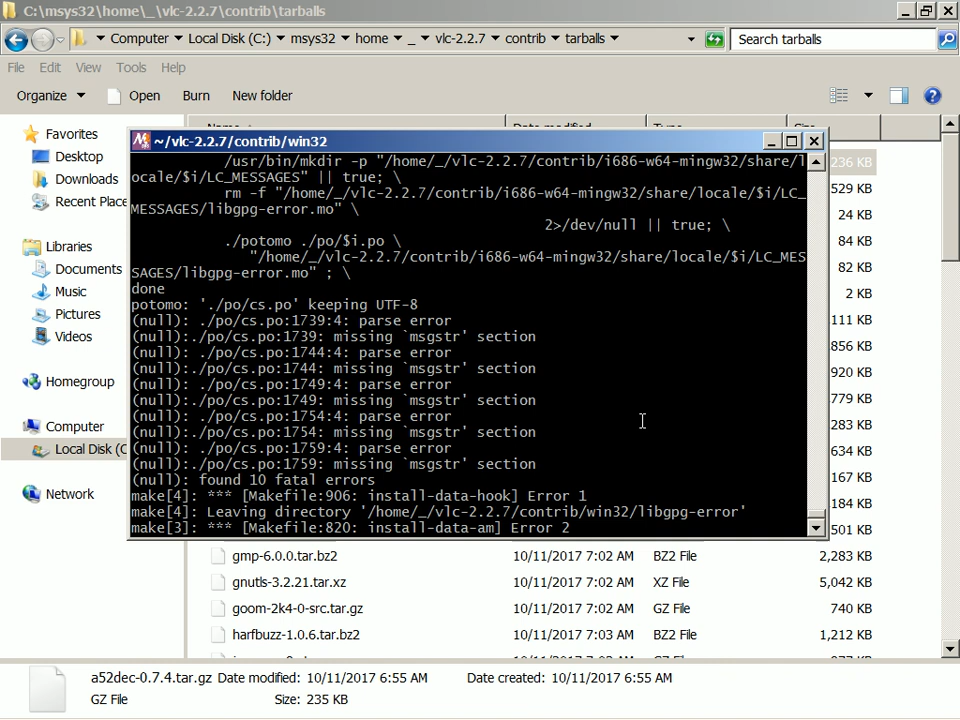 C:\msys32\home\_\vlc-2.2.7\contrib\tarballs
Computer Local Disk (C:) msys32 home _ vlc-2.2.7 contrib tarballs
Search tarballs
File Edit View Tools Help
Organize Open Burn New folder
Favorites
Desktop
Downloads
Recent Place
Libraries
Documents
Music
Pictures
Videos
Homegroup
Computer
Local Disk (C
Network
Name Date modified Type Size
~/vlc-2.2.7/contrib/win32
/usr/bin/mkdir -p "/home/_/vlc-2.2.7/contrib/i686-w64-mingw32/share/l
ocale/$i/LC_MESSAGES" || true; \
rm -f "/home/_/vlc-2.2.7/contrib/i686-w64-mingw32/share/locale/$i/LC_
MESSAGES/libgpg-error.mo" \
2>/dev/null || true; \
./potomo ./po/$i.po \
"/home/_/vlc-2.2.7/contrib/i686-w64-mingw32/share/locale/$i/LC_MES
SAGES/libgpg-error.mo" ; \
done
potomo: './po/cs.po' keeping UTF-8
(null): ./po/cs.po:1739:4: parse error
(null):./po/cs.po:1739: missing `msgstr' section
(null): ./po/cs.po:1744:4: parse error
(null):./po/cs.po:1744: missing `msgstr' section
(null): ./po/cs.po:1749:4: parse error
(null):./po/cs.po:1749: missing `msgstr' section
(null): ./po/cs.po:1754:4: parse error
(null):./po/cs.po:1754: missing `msgstr' section
(null): ./po/cs.po:1759:4: parse error
(null):./po/cs.po:1759: missing `msgstr' section
(null): found 10 fatal errors
make[4]: *** [Makefile:906: install-data-hook] Error 1
make[4]: Leaving directory '/home/_/vlc-2.2.7/contrib/win32/libgpg-error'
make[3]: *** [Makefile:820: install-data-am] Error 2
236 KB
529 KB
24 KB
84 KB
82 KB
2 KB
111 KB
856 KB
920 KB
779 KB
283 KB
634 KB
167 KB
184 KB
501 KB
gmp-6.0.0.tar.bz2 10/11/2017 7:02 AM BZ2 File 2,283 KB
gnutls-3.2.21.tar.xz 10/11/2017 7:02 AM XZ File 5,042 KB
goom-2k4-0-src.tar.gz 10/11/2017 7:02 AM GZ File 740 KB
harfbuzz-1.0.6.tar.bz2 10/11/2017 7:03 AM BZ2 File 1,212 KB
a52dec-0.7.4.tar.gz Date modified: 10/11/2017 6:55 AM Date created: 10/11/2017 6:55 AM
GZ File Size: 235 KB